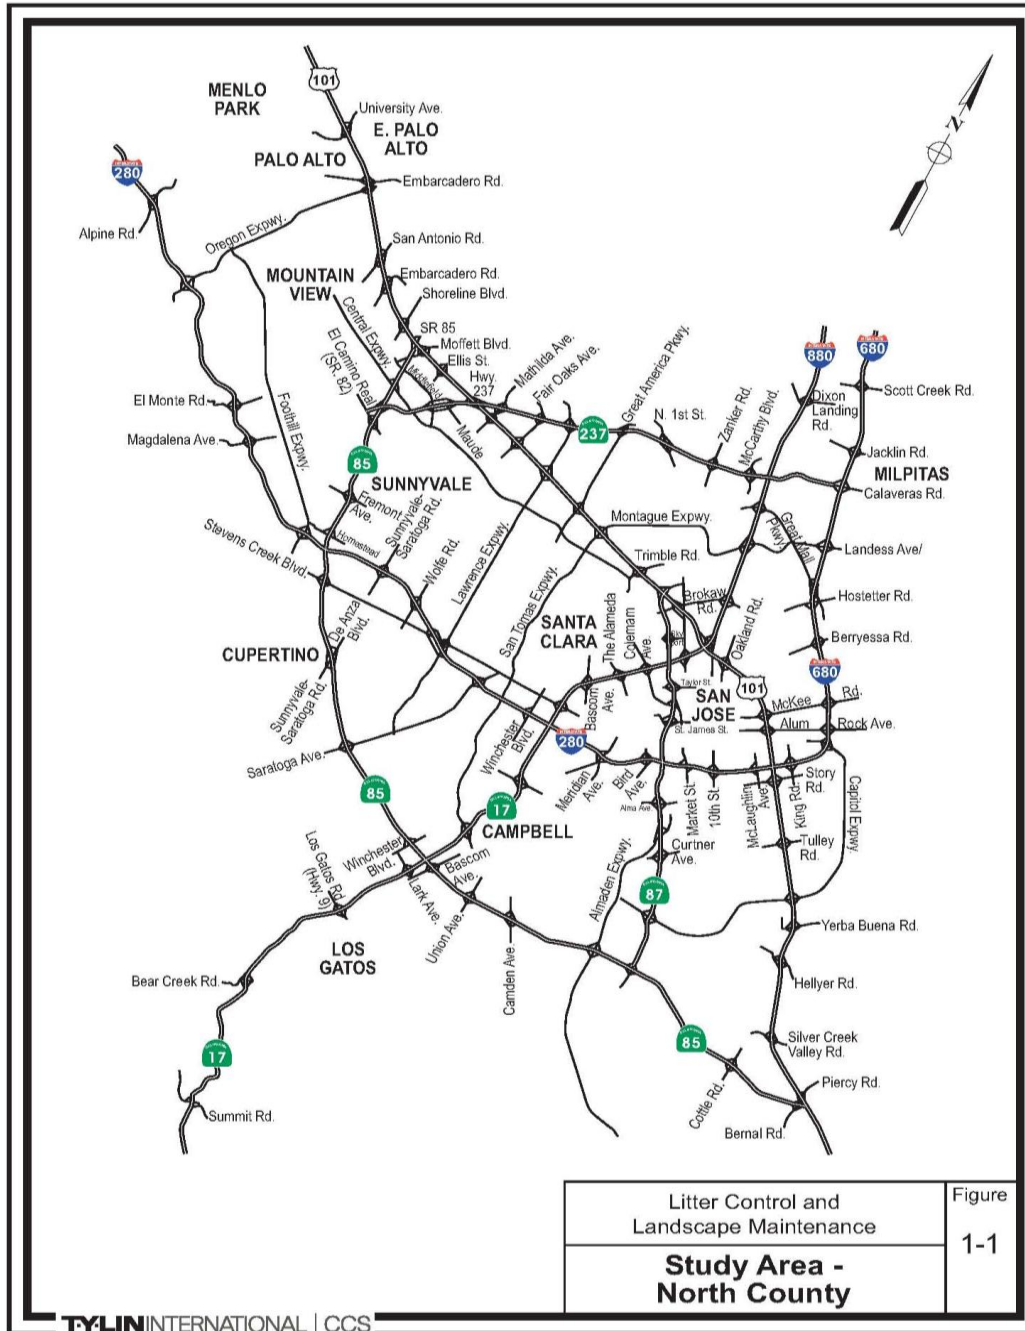 101
MENLO
PARK
University Ave.
E. PALO
ALTO
PALO ALTO
280
Embarcadero Rd.
Alpine Rd.
Oregon Expwy.
San Antonio Rd.
MOUNTAIN
VIEW
Embarcadero Rd.
Shoreline Blvd.
Central Expwy.
El Camino Real
(SR 82)
SR 85
Moffett Blvd.
Ellis St.
Hwy.
237
Middlefield
Mathilda Ave.
Fair Oaks Ave.
Great America Pkwy.
880
680
Scott Creek Rd.
Dixon
Landing
Rd.
El Monte Rd.
Foothill Expwy.
Magdalena Ave.
Maude
237
N. 1st St.
Zanker Rd.
McCarthy Blvd.
Jacklin Rd.
MILPITAS
Calaveras Rd.
85
SUNNYVALE
Fremont
Ave.
Sunnyvale-
Saratoga Rd.
Homestead
Stevens Creek Blvd.
Wolfe Rd.
Lawrence Expwy.
Montague Expwy.
Great Mall
Pkwy.
Landess Ave/
Trimble Rd.
San Tomas Expwy.
Brokaw
Rd.
Hostetter Rd.
De Anza
Blvd.
SANTA
CLARA
The Alameda
Colemam
Ave.
Oakland Rd.
Berryessa Rd.
CUPERTINO
Sunnyvale-
Saratoga Rd.
Bascom
Ave.
Taylor St.
SAN
JOSE
101
680
McKee
Rd.
St. James St.
Alum
Rock Ave.
Saratoga Ave.
Winchester
Blvd.
280
Meridian
Ave.
Bird
Ave.
Market St.
10th St.
McLaughlin
Ave.
King Rd.
Story
Rd.
Capitol Expwy.
85
17
Alma Ave.
CAMPBELL
Winchester
Blvd.
Los Gatos Rd.
(Hwy. 9)
Bascom
Ave.
Lark Ave.
Union Ave.
Camden Ave.
Almaden Expwy.
Curtner
Ave.
Tulley
Rd.
87
Yerba Buena Rd.
LOS
GATOS
Bear Creek Rd.
Hellyer Rd.
17
85
Silver Creek
Valley Rd.
Cottle Rd.
Piercy Rd.
Summit Rd.
Bernal Rd.
N
Litter Control and
Landscape Maintenance
Study Area -
North County
Figure
1-1
T.Y.LIN INTERNATIONAL | CCS